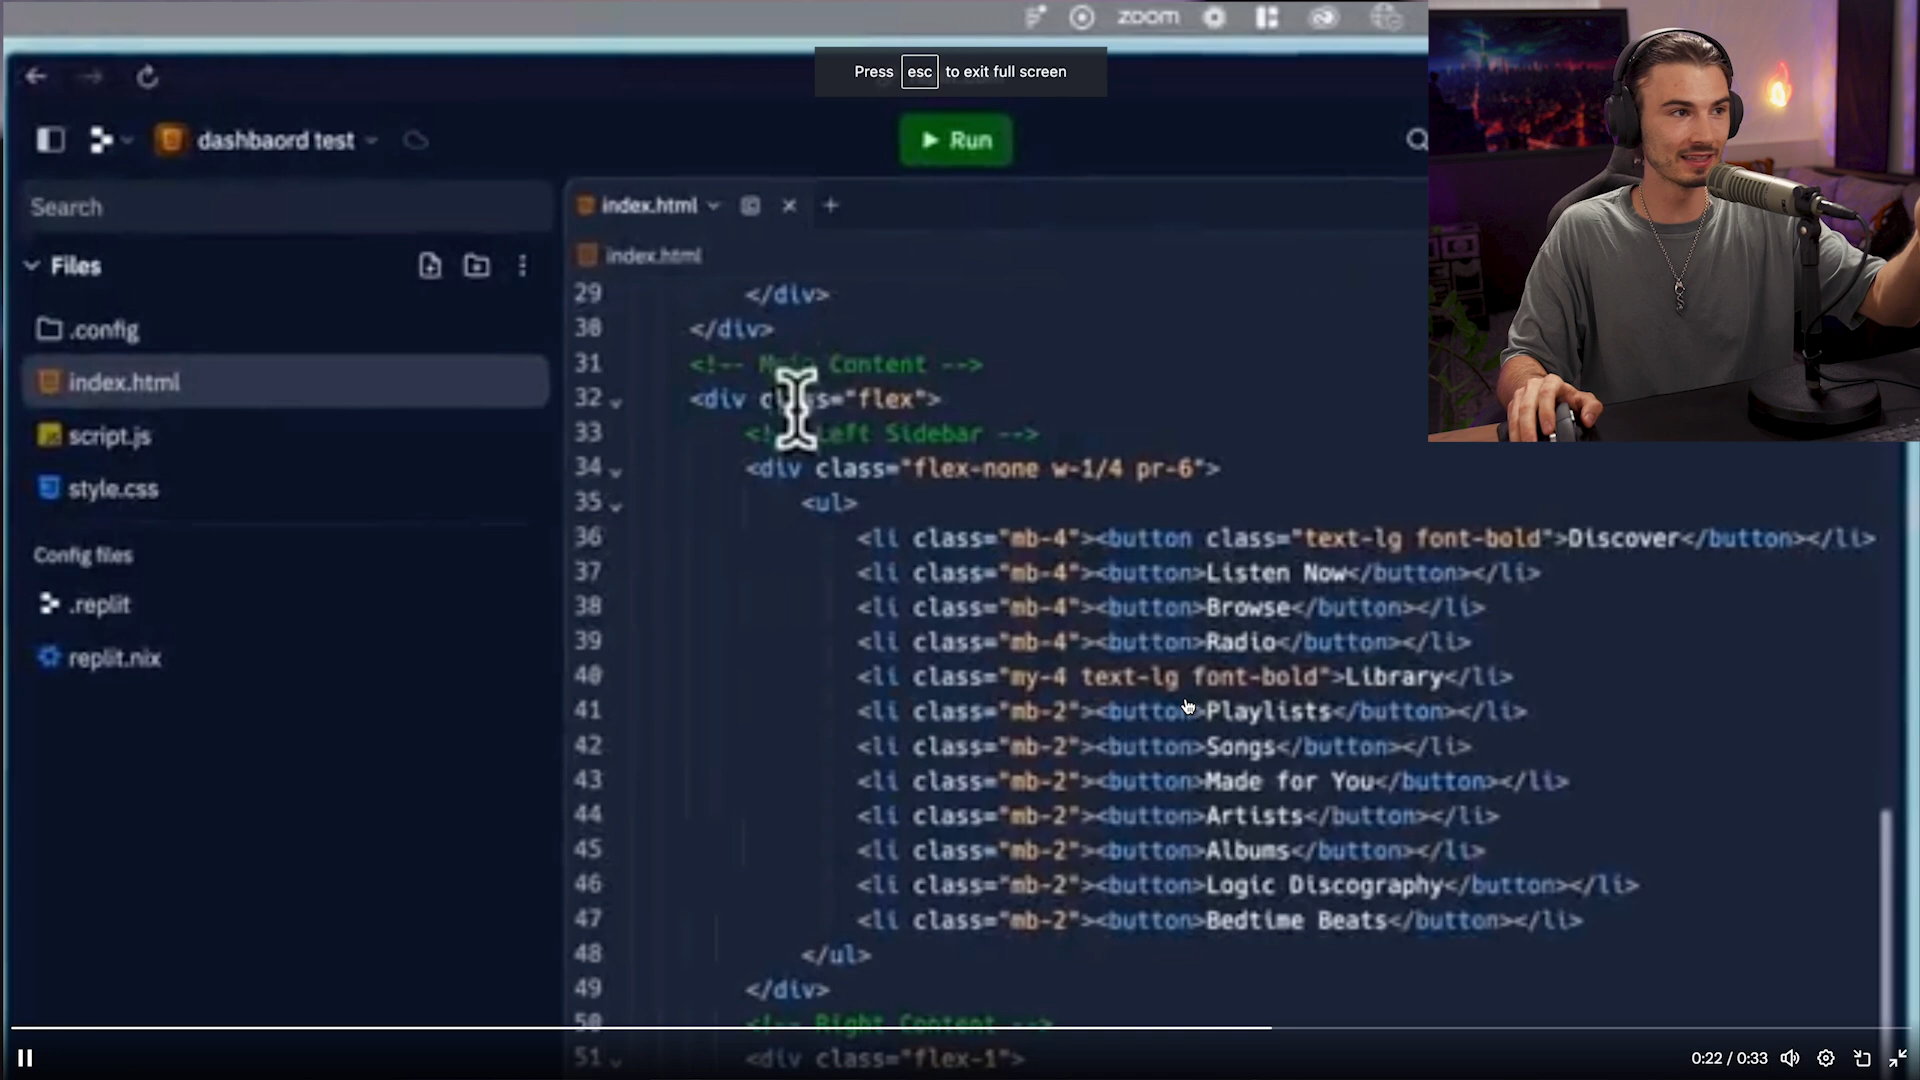 zoom
Press esc to exit full screen
dashbaord test
Run
Search
index.html
Files
index.html
.config
index.html
script.js
style.css
Config files
.replit
replit.nix
29 </div>
30 </div>
31 <!-- Main Content -->
32 <div class="flex">
33 <!-- Left Sidebar -->
34 <div class="flex-none w-1/4 pr-6">
35 <ul>
36 <li class="mb-4"><button class="text-lg font-bold">Discover</button></li>
37 <li class="mb-4"><button>Listen Now</button></li>
38 <li class="mb-4"><button>Browse</button></li>
39 <li class="mb-4"><button>Radio</button></li>
40 <li class="my-4 text-lg font-bold">Library</li>
41 <li class="mb-2"><button>Playlists</button></li>
42 <li class="mb-2"><button>Songs</button></li>
43 <li class="mb-2"><button>Made for You</button></li>
44 <li class="mb-2"><button>Artists</button></li>
45 <li class="mb-2"><button>Albums</button></li>
46 <li class="mb-2"><button>Logic Discography</button></li>
47 <li class="mb-2"><button>Bedtime Beats</button></li>
48 </ul>
49 </div>
50 <!-- Right Content -->
51 <div class="flex-1">
0:22 / 0:33